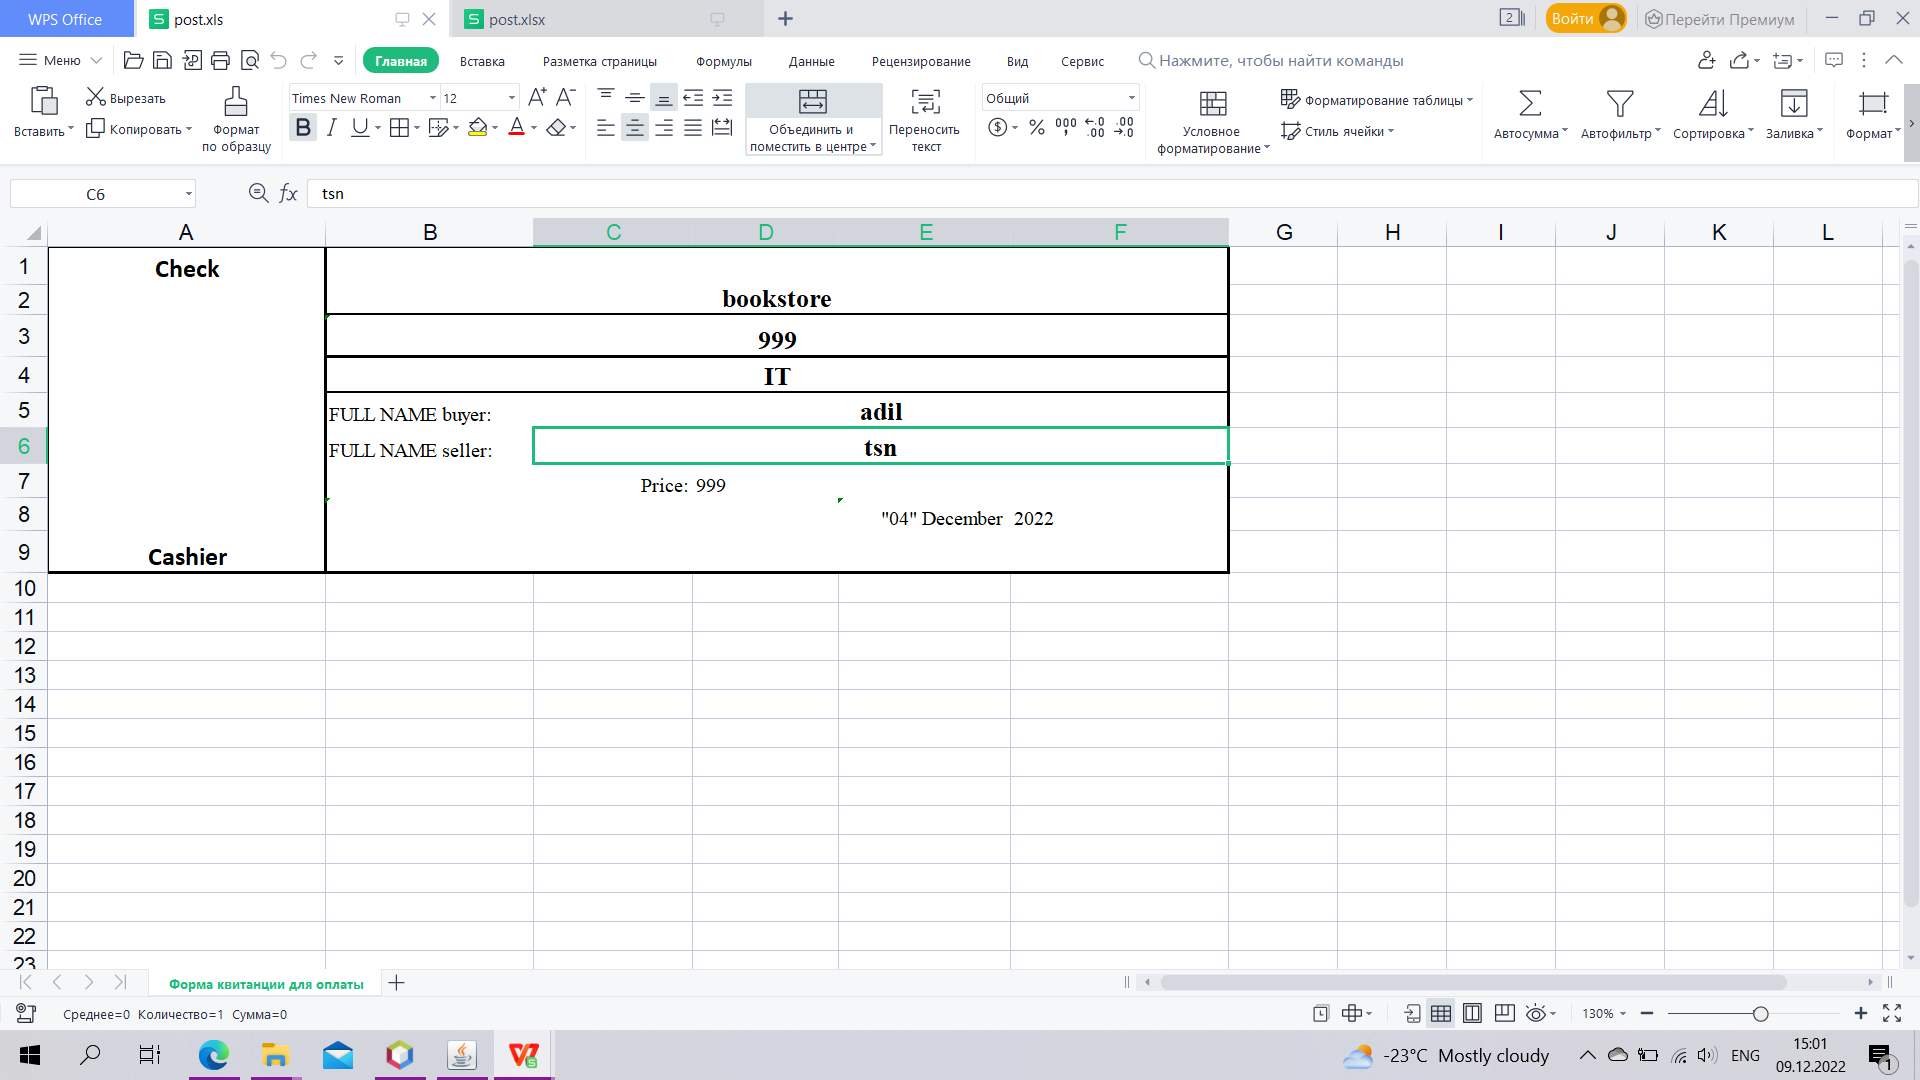 WPS Office
post.xls
post.xlsx
2
Войти
Перейти Премиум
Меню
Главная
Вставка
Разметка страницы
Формулы
Данные
Рецензирование
Вид
Сервис
Нажмите, чтобы найти команды
Вставить
Вырезать
Копировать
Формат по образцу
Times New Roman
12
Объединить и поместить в центре
Переносить текст
Общий
Условное форматирование
Форматирование таблицы
Стиль ячейки
Автосумма
Автофильтр
Сортировка
Заливка
Формат
C6
fx
tsn
A B C D E F G H I J K L
1 Check
2 bookstore
3 999
4 IT
5 FULL NAME buyer: adil
6 FULL NAME seller: tsn
7 Price: 999
8 "04" December 2022
9 Cashier
10
11
12
13
14
15
16
17
18
19
20
21
22
23
Форма квитанции для оплаты
Среднее=0 Количество=1 Сумма=0
130%
-23°C Mostly cloudy
ENG
15:01
09.12.2022
1